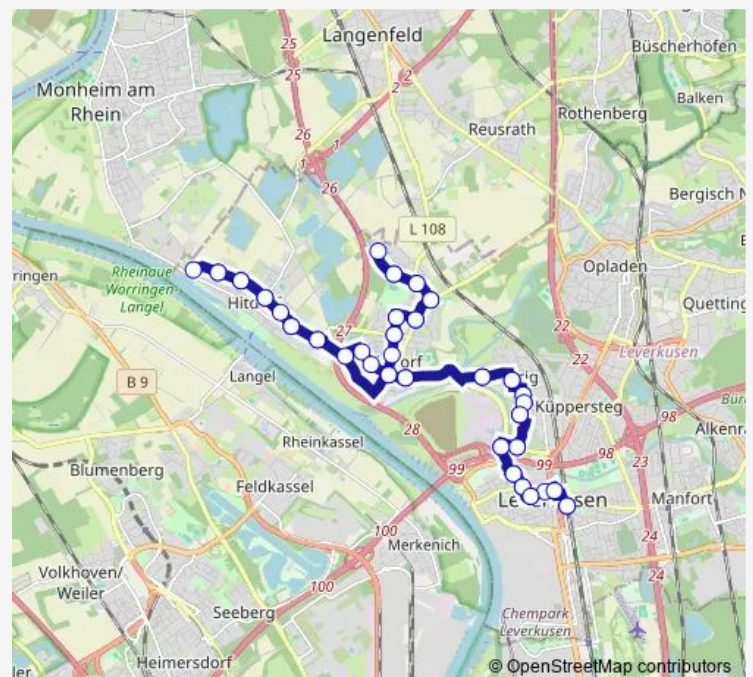 Langenfeld
Büscherhöfen
25
25
2
2
Monheim am
Rhein
Balken
Rothenberg
Reusrath
26
1
1
26
Bergisch N
L 108
Opladen
ringen
Rheinaue
Worringen-
Langel
Quetting
22
27
22
Leverkusen
Langel
B 9
Küppersteg
98
28
Alkenra
Rheinkassel
98
99
99
23
Blumenberg
Feldkassel
Manfort
100
Merkenich
24
Volkhoven/
Weiler
100
24
Seeberg
Chempark
Leverkusen
Heimersdorf
© OpenStreetMap contributors